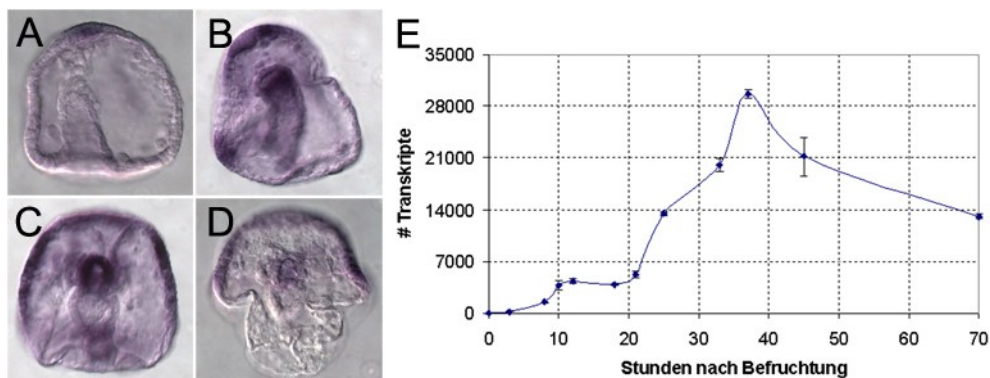 A
B
C
D
E
# Transkripte
35000
28000
21000
14000
7000
0
0 10 20 30 40 50 60 70
Stunden nach Befruchtung